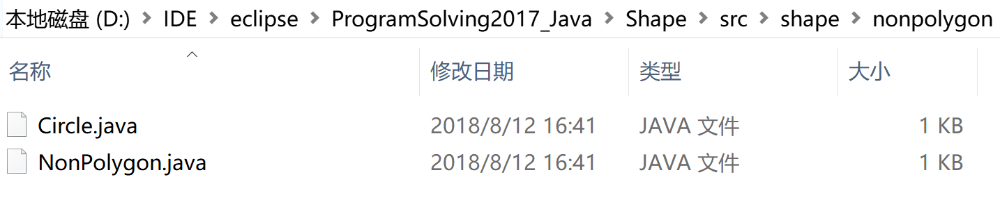 本地磁盘 (D:) > IDE > eclipse > ProgramSolving2017_Java > Shape > src > shape > nonpolygon
名称 修改日期 类型 大小
Circle.java 2018/8/12 16:41 JAVA 文件 1 KB
NonPolygon.java 2018/8/12 16:41 JAVA 文件 1 KB